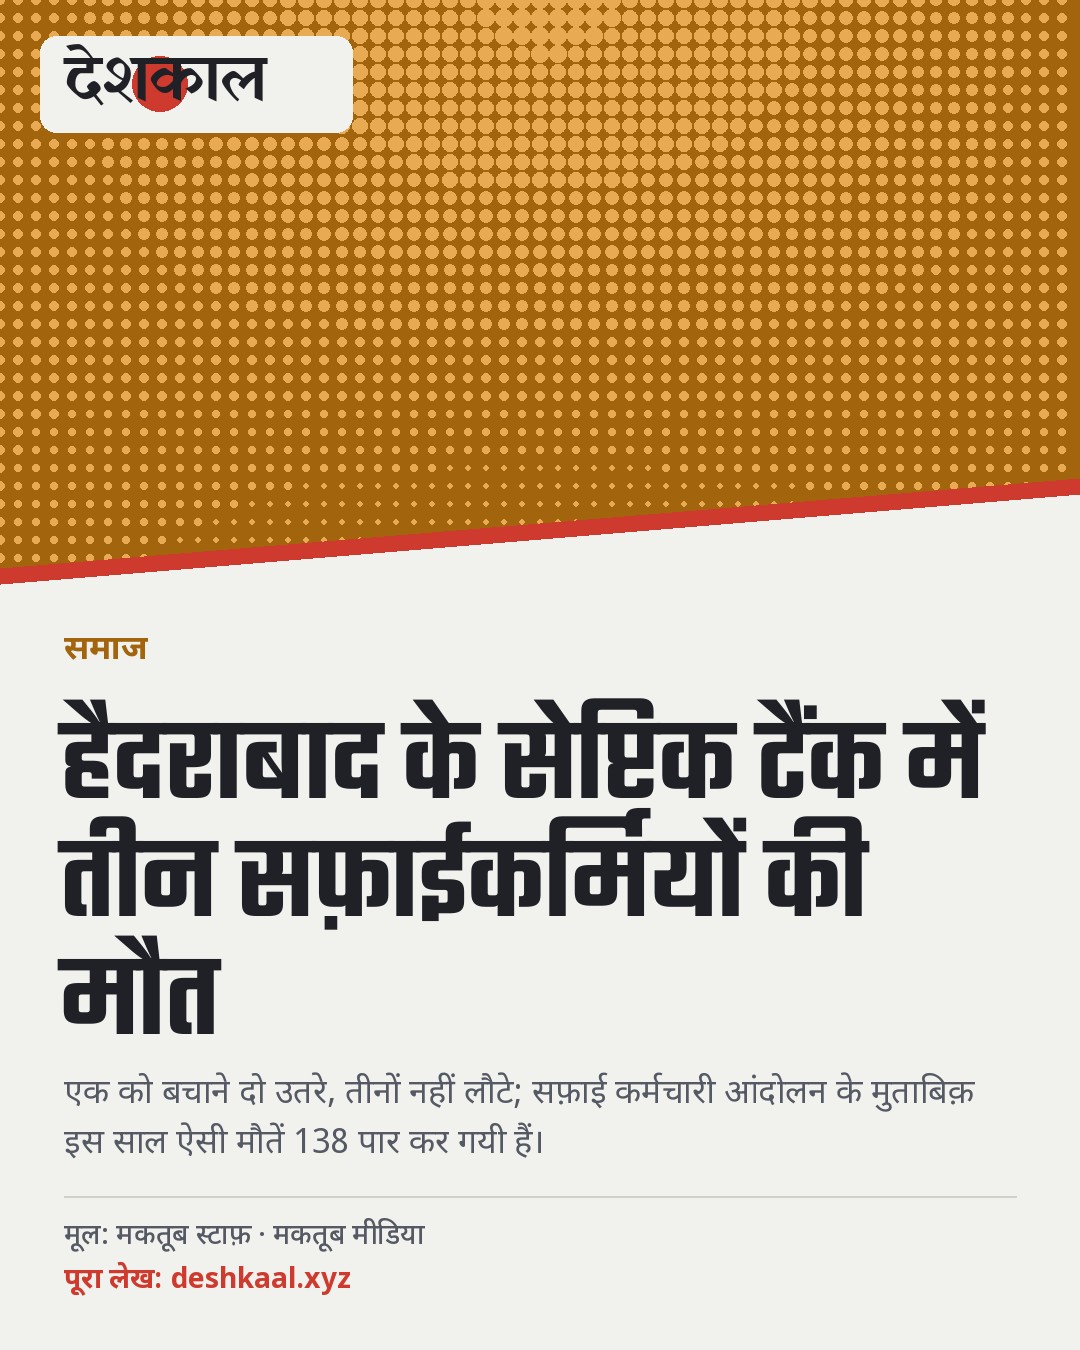 देशकाल
समाज
हैदराबाद के सेप्टिक टैंक में
तीन सफ़ाईकर्मियों की
मौत
एक को बचाने दो उतरे, तीनों नहीं लौटे; सफ़ाई कर्मचारी आंदोलन के मुताबिक़
इस साल ऐसी मौतें 138 पार कर गयी हैं।
मूल: मकतूब स्टाफ़ · मकतूब मीडिया
पूरा लेख: deshkaal.xyz